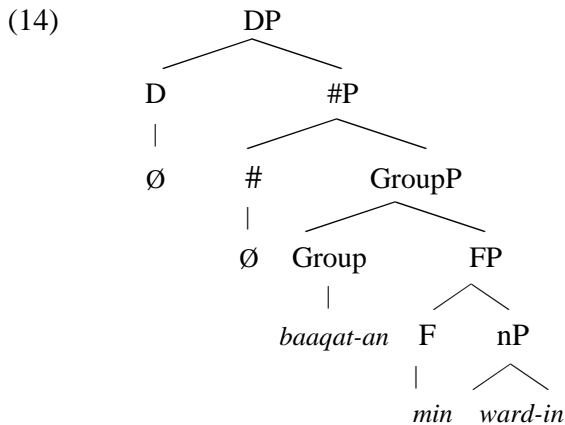 (14) DP
D #P
Ø # GroupP
Ø Group FP
baaqat-an F nP
min ward-in